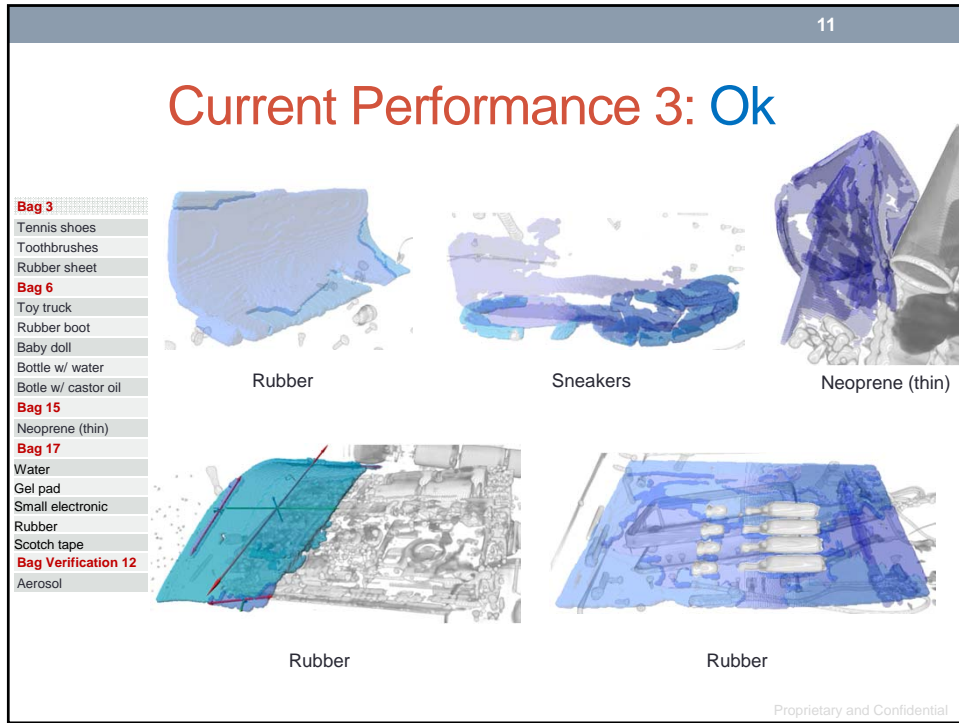 11
Current Performance 3: Ok
Bag 3
Tennis shoes
Toothbrushes
Rubber sheet
Bag 6
Toy truck
Rubber boot
Baby doll
Bottle w/ water
Botle w/ castor oil
Bag 15
Neoprene (thin)
Bag 17
Water
Gel pad
Small electronic
Rubber
Scotch tape
Bag Verification 12
Aerosol
Rubber
Sneakers
Neoprene (thin)
Rubber
Rubber
Proprietary and Confidential